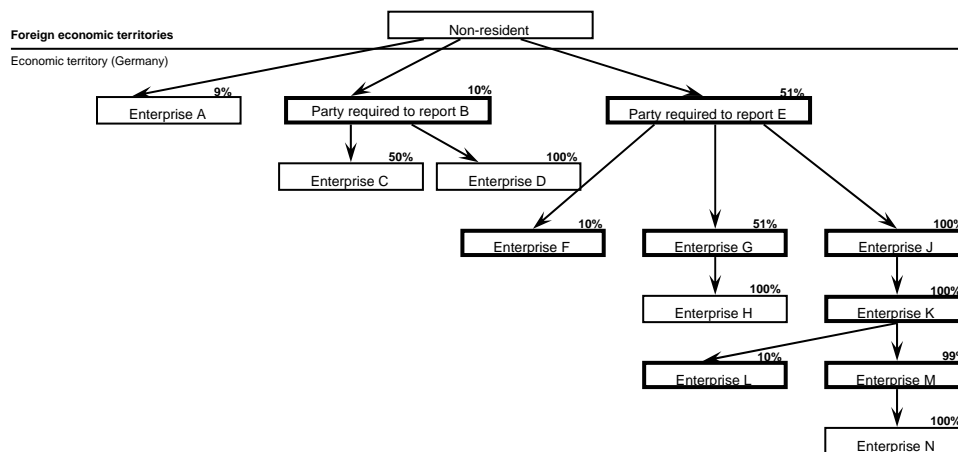 Non-resident
Foreign economic territories
Economic territory (Germany)
9%
Enterprise A
10%
Party required to report B
51%
Party required to report E
50%
Enterprise C
100%
Enterprise D
10%
Enterprise F
51%
Enterprise G
100%
Enterprise J
100%
Enterprise H
100%
Enterprise K
10%
Enterprise L
99%
Enterprise M
100%
Enterprise N